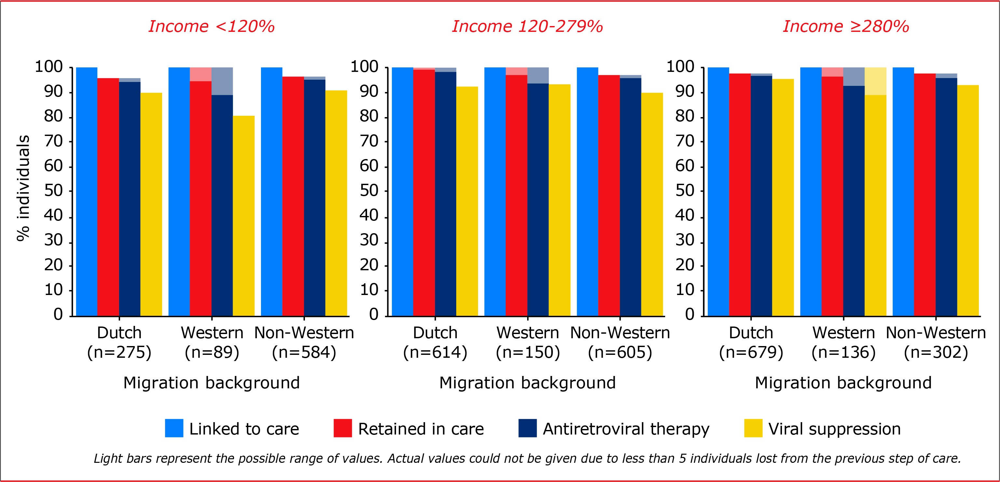 Income <120%
Income 120-279%
Income ≥280%
% individuals
100
90
80
70
60
50
40
30
20
10
0
100
90
80
70
60
50
40
30
20
10
0
100
90
80
70
60
50
40
30
20
10
0
Dutch
(n=275)
Western
(n=89)
Non-Western
(n=584)
Dutch
(n=614)
Western
(n=150)
Non-Western
(n=605)
Dutch
(n=679)
Western
(n=136)
Non-Western
(n=302)
Migration background
Migration background
Migration background
Linked to care
Retained in care
Antiretroviral therapy
Viral suppression
Light bars represent the possible range of values. Actual values could not be given due to less than 5 individuals lost from the previous step of care.